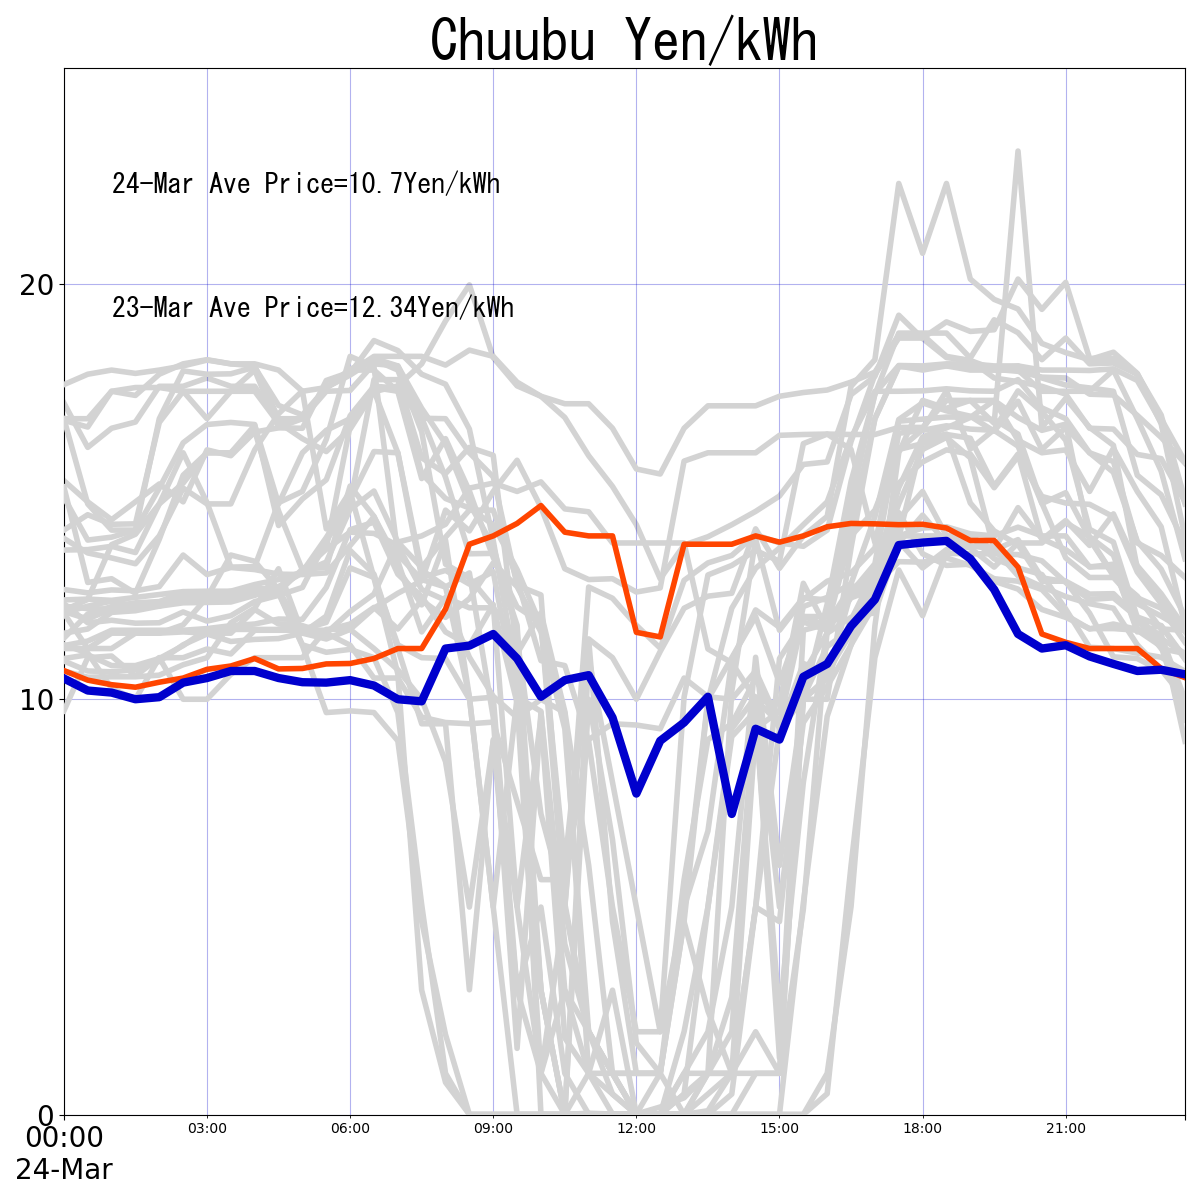 Chuubu Yen/kWh
24-Mar Ave Price=10.7Yen/kWh
23-Mar Ave Price=12.34Yen/kWh
20
10
0
00:00 03:00 06:00 09:00 12:00 15:00 18:00 21:00
24-Mar